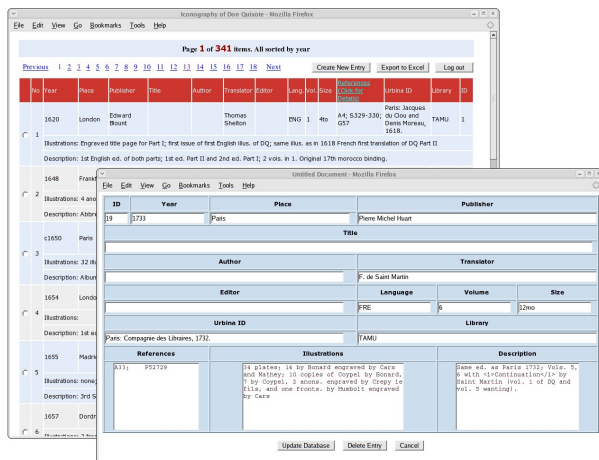 Iconography of Don Quixote - Mozilla Firefox
File Edit View Go Bookmarks Tools Help
Page 1 of 341 items. All sorted by year
Previous 1 2 3 4 5 6 7 8 9 10 11 12 13 14 15 16 17 18 Next Create New Entry Export to Excel Log out
No Year Place Publisher Title Author Translator Editor Lang. Vol. Size References (Click for Details) Urbina ID Library ID
1 1620 London Edward Blount Thomas Shelton ENG 1 4to A4; S329-330; G57 Paris: Jacques du Clou and Denis Moreau, 1618. TAMU 1
Illustrations: Engraved title page for Part I; first issue of first English illus. of DQ; same illus. as in 1618 French first translation of DQ Part II
Description: 1st English ed. of both parts; 1st ed. Part II and 2nd ed. Part I; 2 vols. in 1. Original 17th morocco binding.
1648
2
Illustrations: 4
Description:
c1650 Paris
3
Illustrations: 32
Description:
1654
4
Illustrations:
Description: 1st
1655
5
Illustrations: none;
Description: 3rd
1657
6
Untitled Document - Mozilla Firefox
File Edit View Go Bookmarks Tools Help
ID Year Place Publisher
19 1733 Paris Pierre Michel Huart
Title
Author Translator
F. de Saint Martin
Editor Language Volume Size
FRE 6 12mo
Urbina ID Library
Paris: Compagnie des Libraires, 1732. TAMU
References Illustrations Description
A33; P52729
34 plates; 14 by Bonard engraved by Cars
and Mathey; 10 copies of Coypel by Bonard,
7 by Coypel. 2 anons. engraved by Crepy le
fils, and one fronts. by Humbolt engraved
by Cars
Same ed. as Paris 1732; Vols. 5,
6 with <i>Continuation</i> by
Saint Martin (vol. 1 of DQ and
vol. 5 wanting).
Update Database Delete Entry Cancel